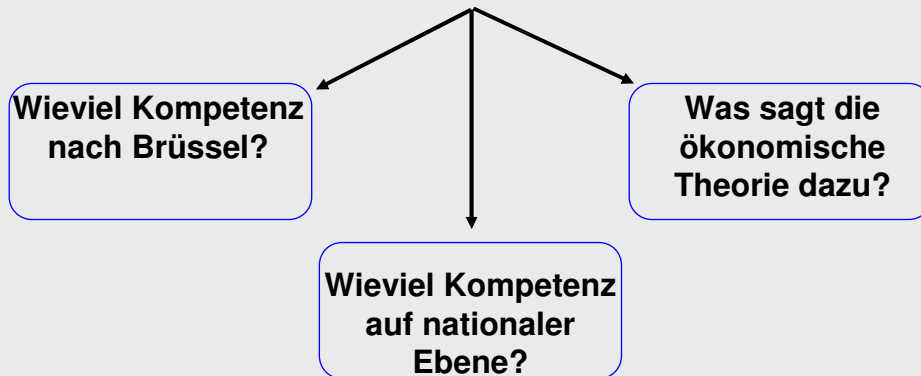 Wieviel Kompetenz
nach Brüssel?
Was sagt die
ökonomische
Theorie dazu?
Wieviel Kompetenz
auf nationaler
Ebene?